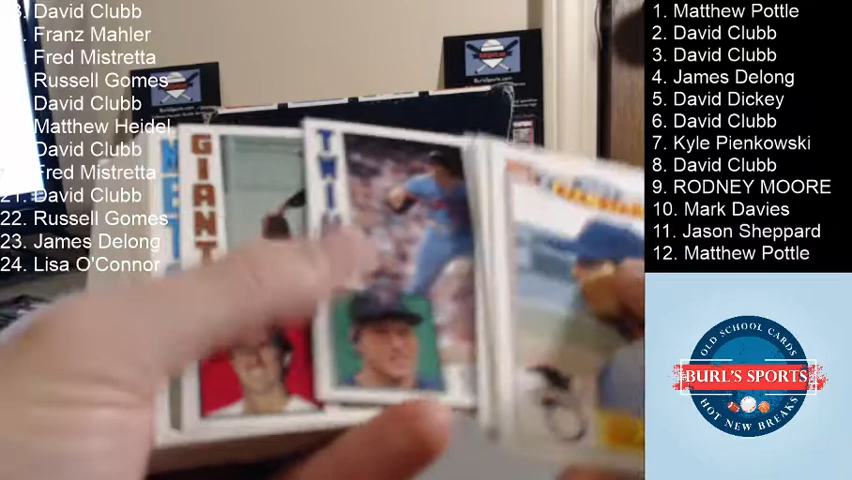 David Clubb
Franz Mahler
Fred Mistretta
Russell Gomes
David Clubb
Matthew Heidel
David Clubb
Fred Mistretta
21. David Clubb
22. Russell Gomes
23. James Delong
24. Lisa O'Connor
1. Matthew Pottle
2. David Clubb
3. David Clubb
4. James Delong
5. David Dickey
6. David Clubb
7. Kyle Pienkowski
8. David Clubb
9. RODNEY MOORE
10. Mark Davies
11. Jason Sheppard
12. Matthew Pottle
GIANT
TWI
OLD SCHOOL CARDS
BURL'S SPORTS
HOT NEW BREAKS